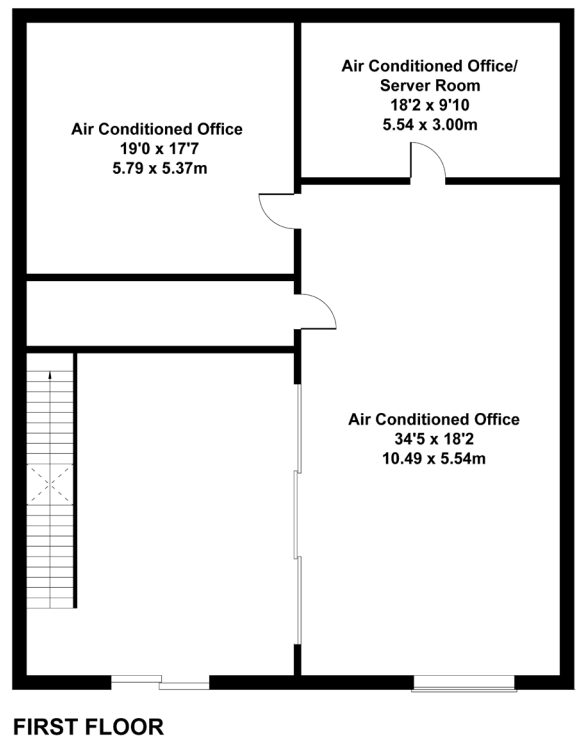 Air Conditioned Office/
Server Room
18'2 x 9'10
5.54 x 3.00m
Air Conditioned Office
19'0 x 17'7
5.79 x 5.37m
Air Conditioned Office
34'5 x 18'2
10.49 x 5.54m
FIRST FLOOR